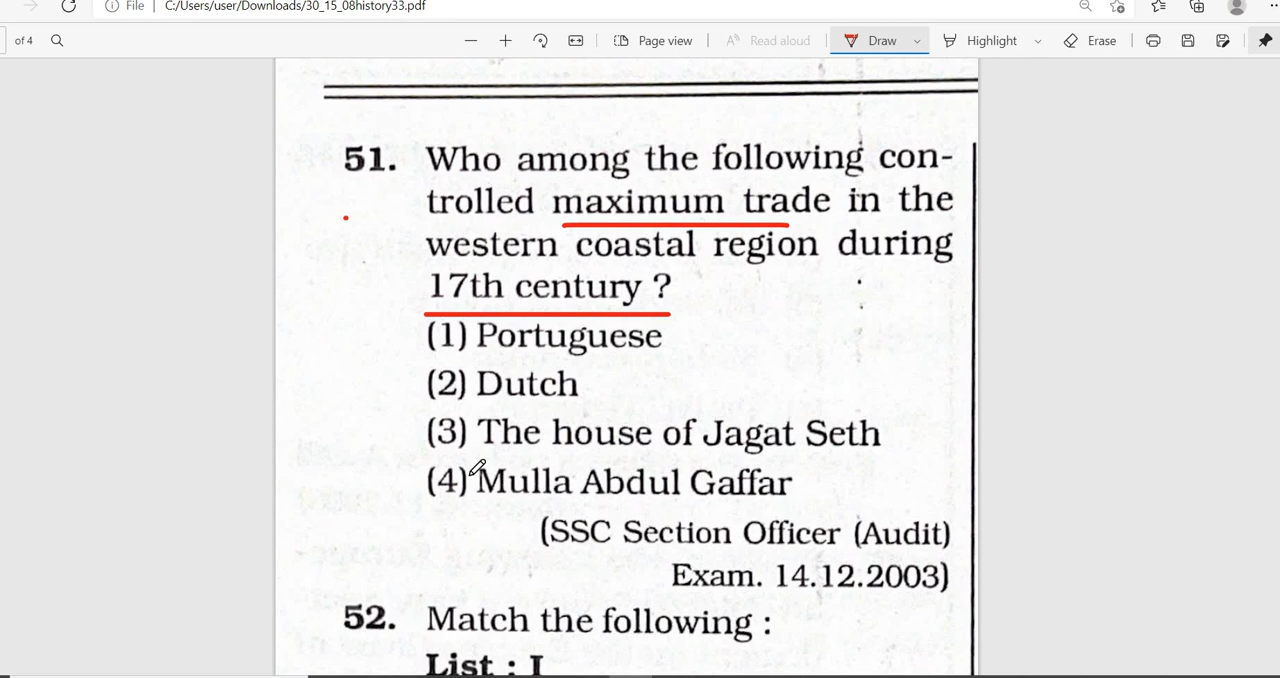 File | C:/Users/user/Downloads/30_15_08history33.pdf
of 4 Page view Read aloud Draw Highlight Erase
51. Who among the following con-
trolled maximum trade in the
western coastal region during
17th century ?
(1) Portuguese
(2) Dutch
(3) The house of Jagat Seth
(4) Mulla Abdul Gaffar
(SSC Section Officer (Audit)
Exam. 14.12.2003)
52. Match the following :
List : I